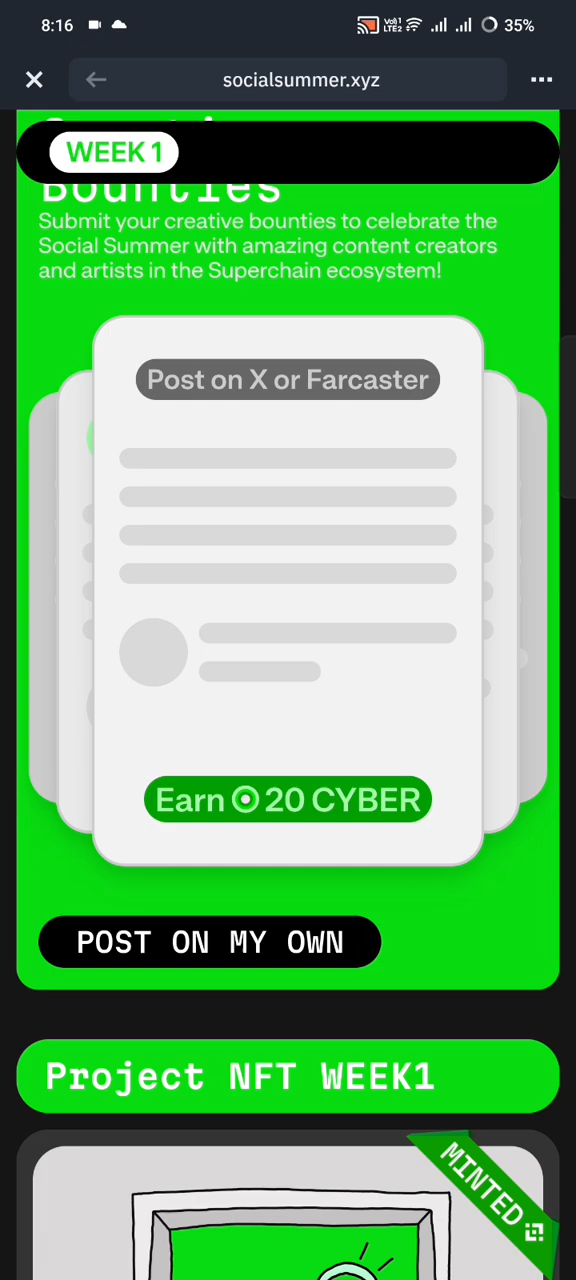 8:16
Vo1
LTE2
35%
socialsummer.xyz
WEEK 1
Bounties
Submit your creative bounties to celebrate the
Social Summer with amazing content creators
and artists in the Superchain ecosystem!
Post on X or Farcaster
Earn 20 CYBER
POST ON MY OWN
Project NFT WEEK1
MINTED